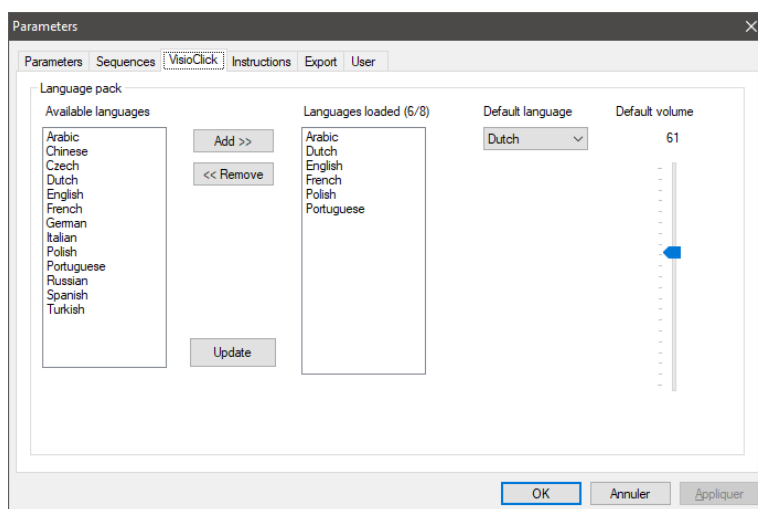 Parameters
Parameters Sequences VisioClick Instructions Export User
Language pack
Available languages
Arabic
Chinese
Czech
Dutch
English
French
German
Italian
Polish
Portuguese
Russian
Spanish
Turkish
Add >>
<< Remove
Update
Languages loaded (6/8)
Arabic
Dutch
English
French
Polish
Portuguese
Default language
Dutch
Default volume
61
OK Annuler Appliquer